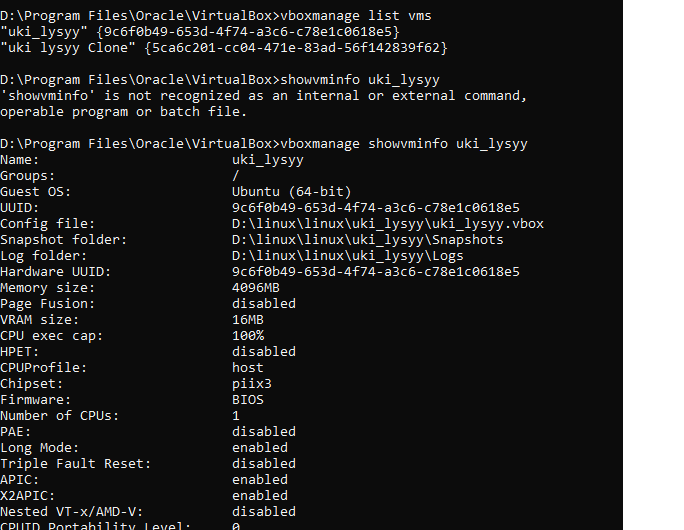 D:\Program Files\Oracle\VirtualBox>vboxmanage list vms
"uki_lysyy" {9c6f0b49-653d-4f74-a3c6-c78e1c0618e5}
"uki lysyy Clone" {5ca6c201-cc04-471e-83ad-56f142839f62}
D:\Program Files\Oracle\VirtualBox>showvminfo uki_lysyy
'showvminfo' is not recognized as an internal or external command,
operable program or batch file.
D:\Program Files\Oracle\VirtualBox>vboxmanage showvminfo uki_lysyy
Name: uki_lysyy
Groups: /
Guest OS: Ubuntu (64-bit)
UUID: 9c6f0b49-653d-4f74-a3c6-c78e1c0618e5
Config file: D:\linux\linux\uki_lysyy\uki_lysyy.vbox
Snapshot folder: D:\linux\linux\uki_lysyy\Snapshots
Log folder: D:\linux\linux\uki_lysyy\Logs
Hardware UUID: 9c6f0b49-653d-4f74-a3c6-c78e1c0618e5
Memory size: 4096MB
Page Fusion: disabled
VRAM size: 16MB
CPU exec cap: 100%
HPET: disabled
CPUProfile: host
Chipset: piix3
Firmware: BIOS
Number of CPUs: 1
PAE: disabled
Long Mode: enabled
Triple Fault Reset: disabled
APIC: enabled
X2APIC: enabled
Nested VT-x/AMD-V: disabled
CPUID Portability Level: 0